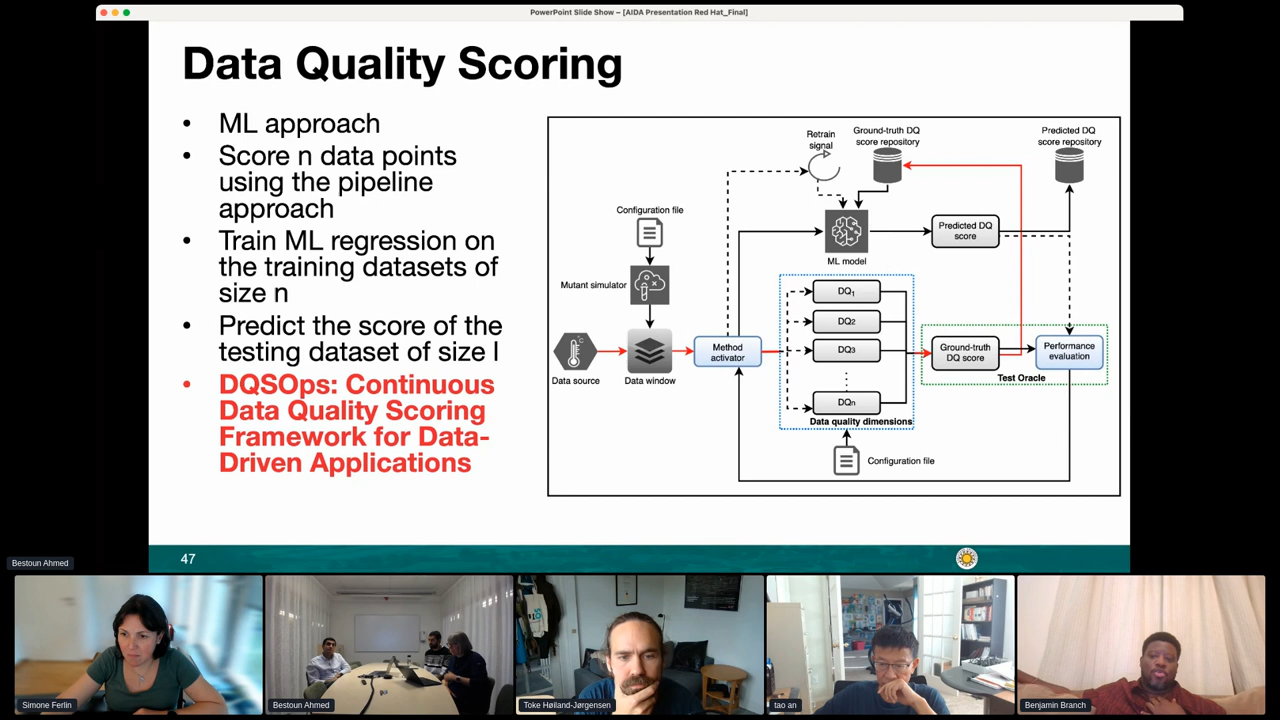 PowerPoint Slide Show – [AIDA Presentation Red Hat_Final]
Data Quality Scoring
• ML approach
• Score n data points
using the pipeline
approach
• Train ML regression on
the training datasets of
size n
• Predict the score of the
testing dataset of size l
• DQSOps: Continuous
Data Quality Scoring
Framework for Data-
Driven Applications
Retrain
signal
Ground-truth DQ
score repository
Predicted DQ
score repository
Configuration file
ML model
Predicted DQ
score
Mutant simulator
Data source
Data window
Method
activator
DQ1
DQ2
DQ3
DQn
Data quality dimensions
Ground-truth
DQ score
Performance
evaluation
Test Oracle
Configuration file
47
Bestoun Ahmed
Simone Ferlin
Bestoun Ahmed
Toke Høiland-Jørgensen
tao an
Benjamin Branch